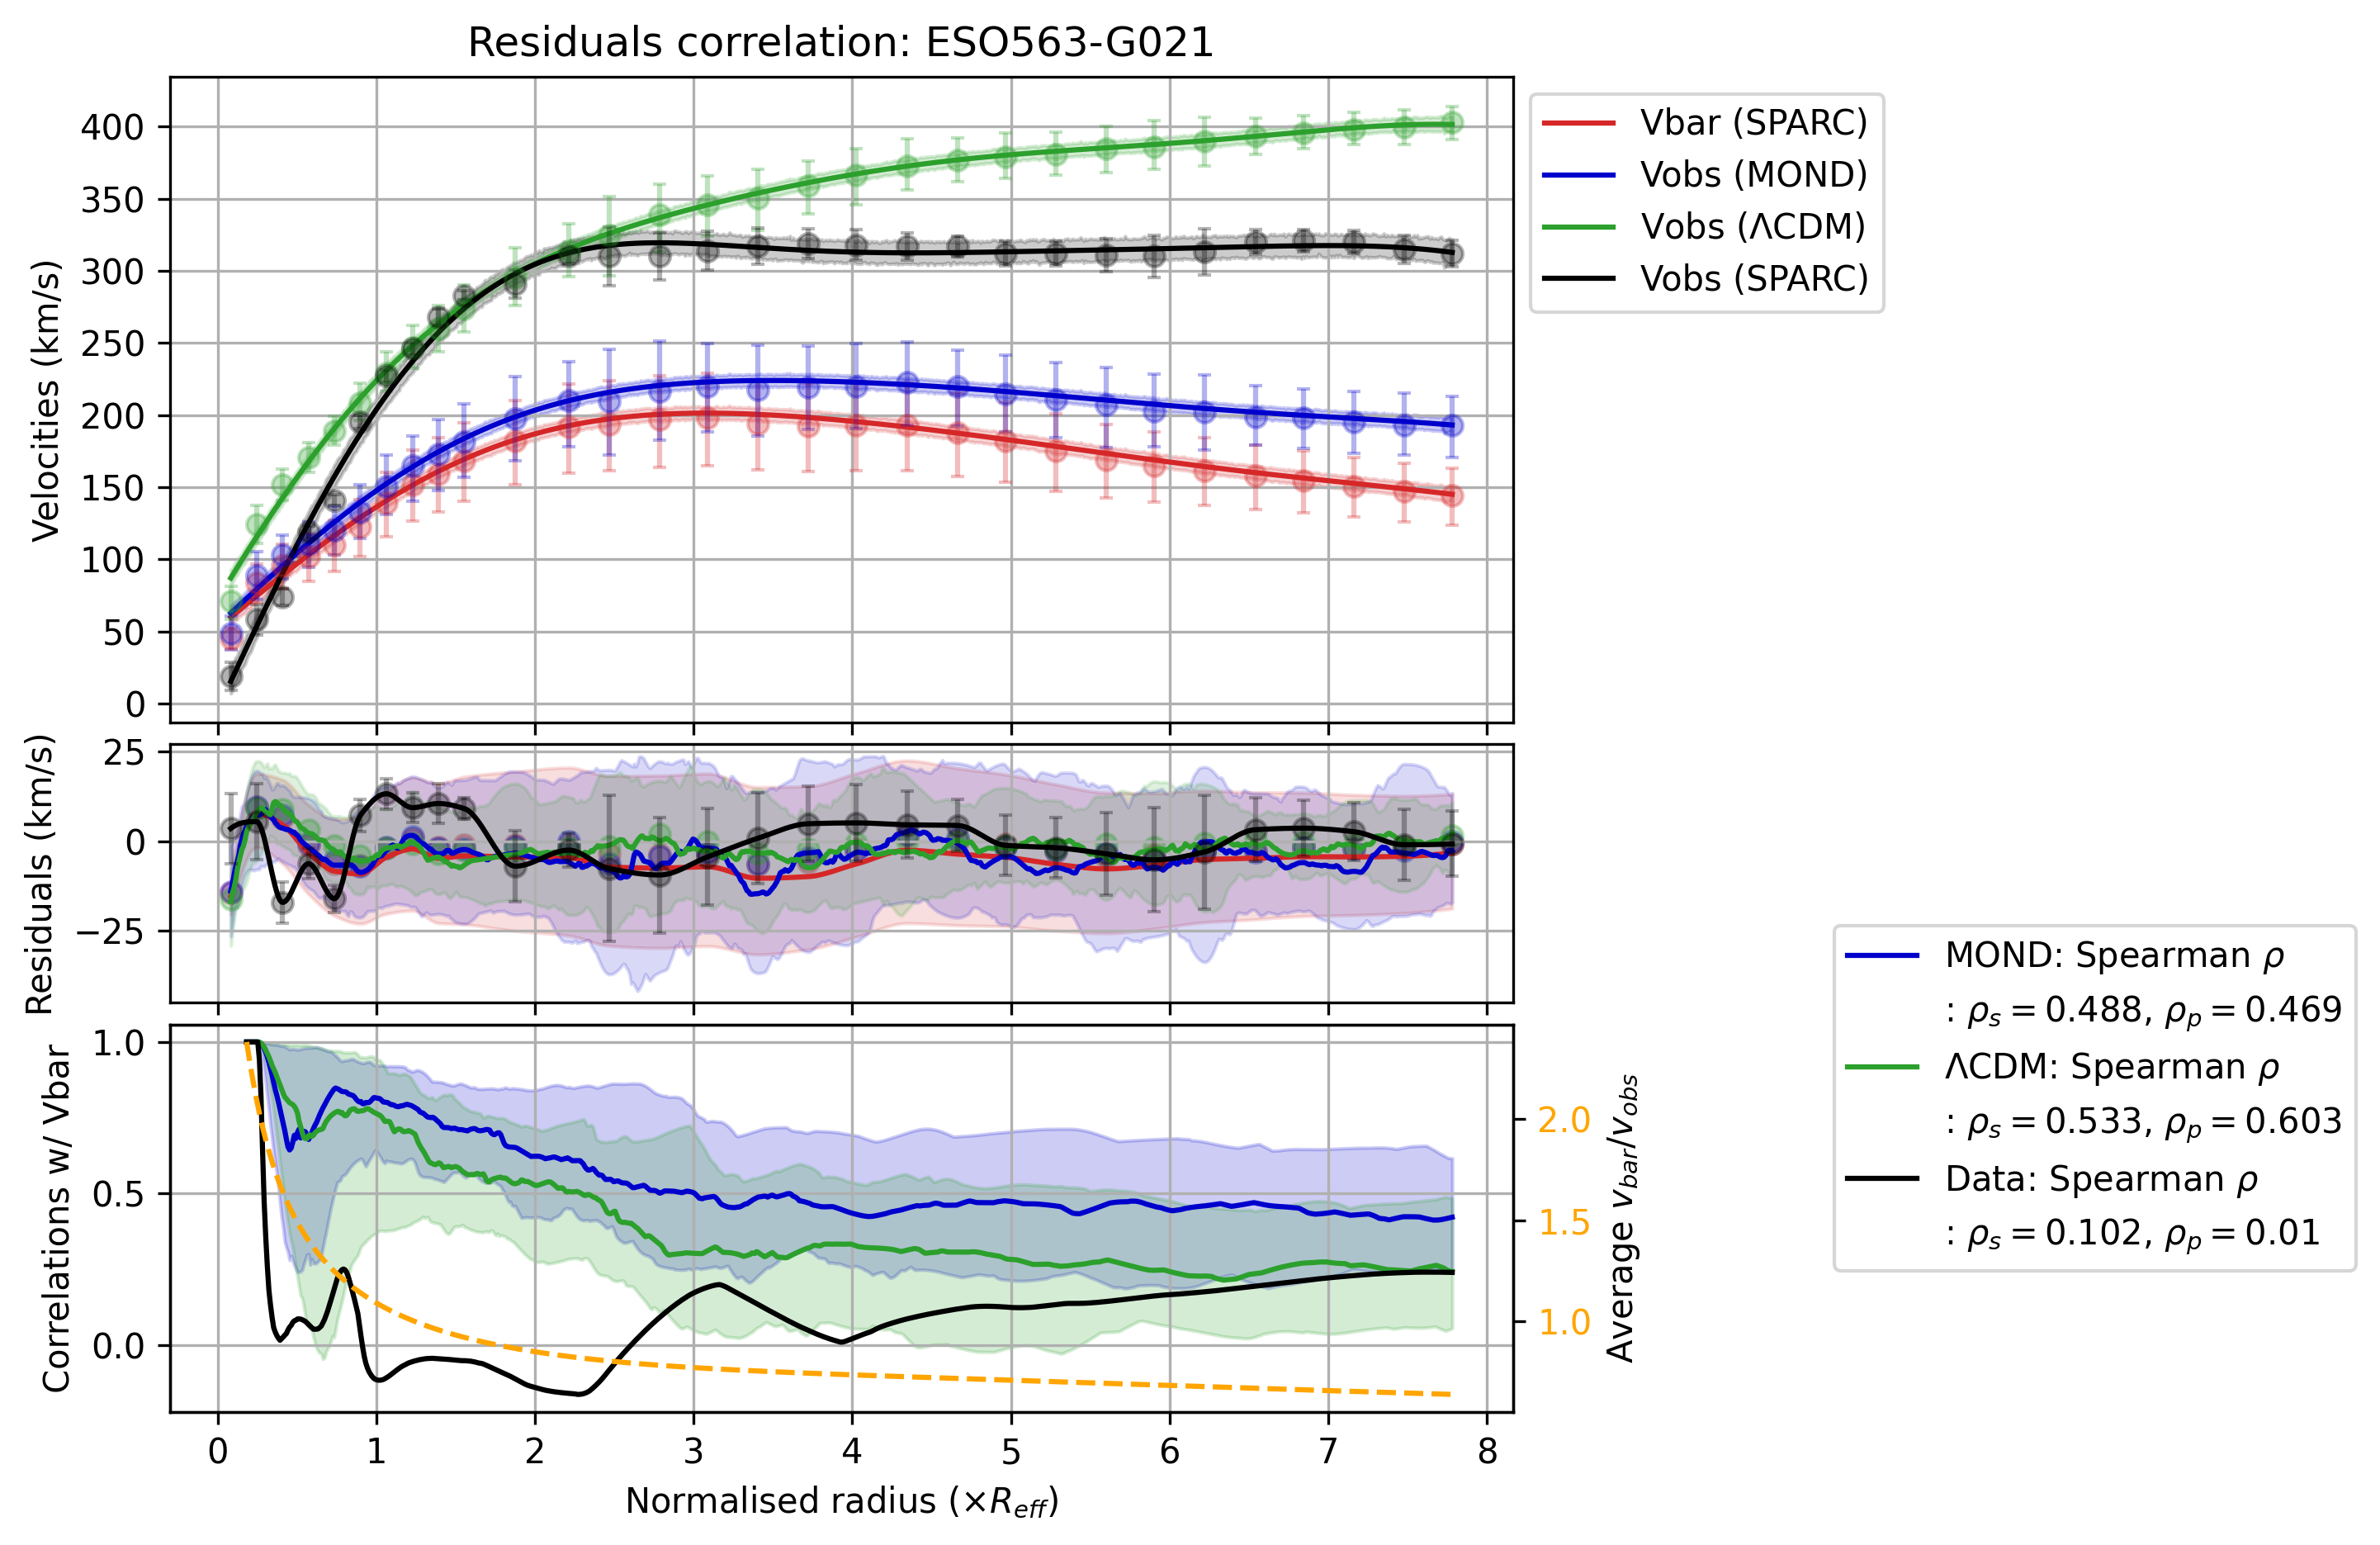 Residuals correlation: ESO563-G021
Velocities (km/s)
400
350
300
250
200
150
100
50
0
Vbar (SPARC)
Vobs (MOND)
Vobs (ΛCDM)
Vobs (SPARC)
Residuals (km/s)
25
0
−25
Correlations w/ Vbar
1.0
0.5
0.0
2.0
1.5
1.0
Average v_bar/v_obs
MOND: Spearman ρ
: ρ_s = 0.488, ρ_p = 0.469
ΛCDM: Spearman ρ
: ρ_s = 0.533, ρ_p = 0.603
Data: Spearman ρ
: ρ_s = 0.102, ρ_p = 0.01
0 1 2 3 4 5 6 7 8
Normalised radius (×R_eff)